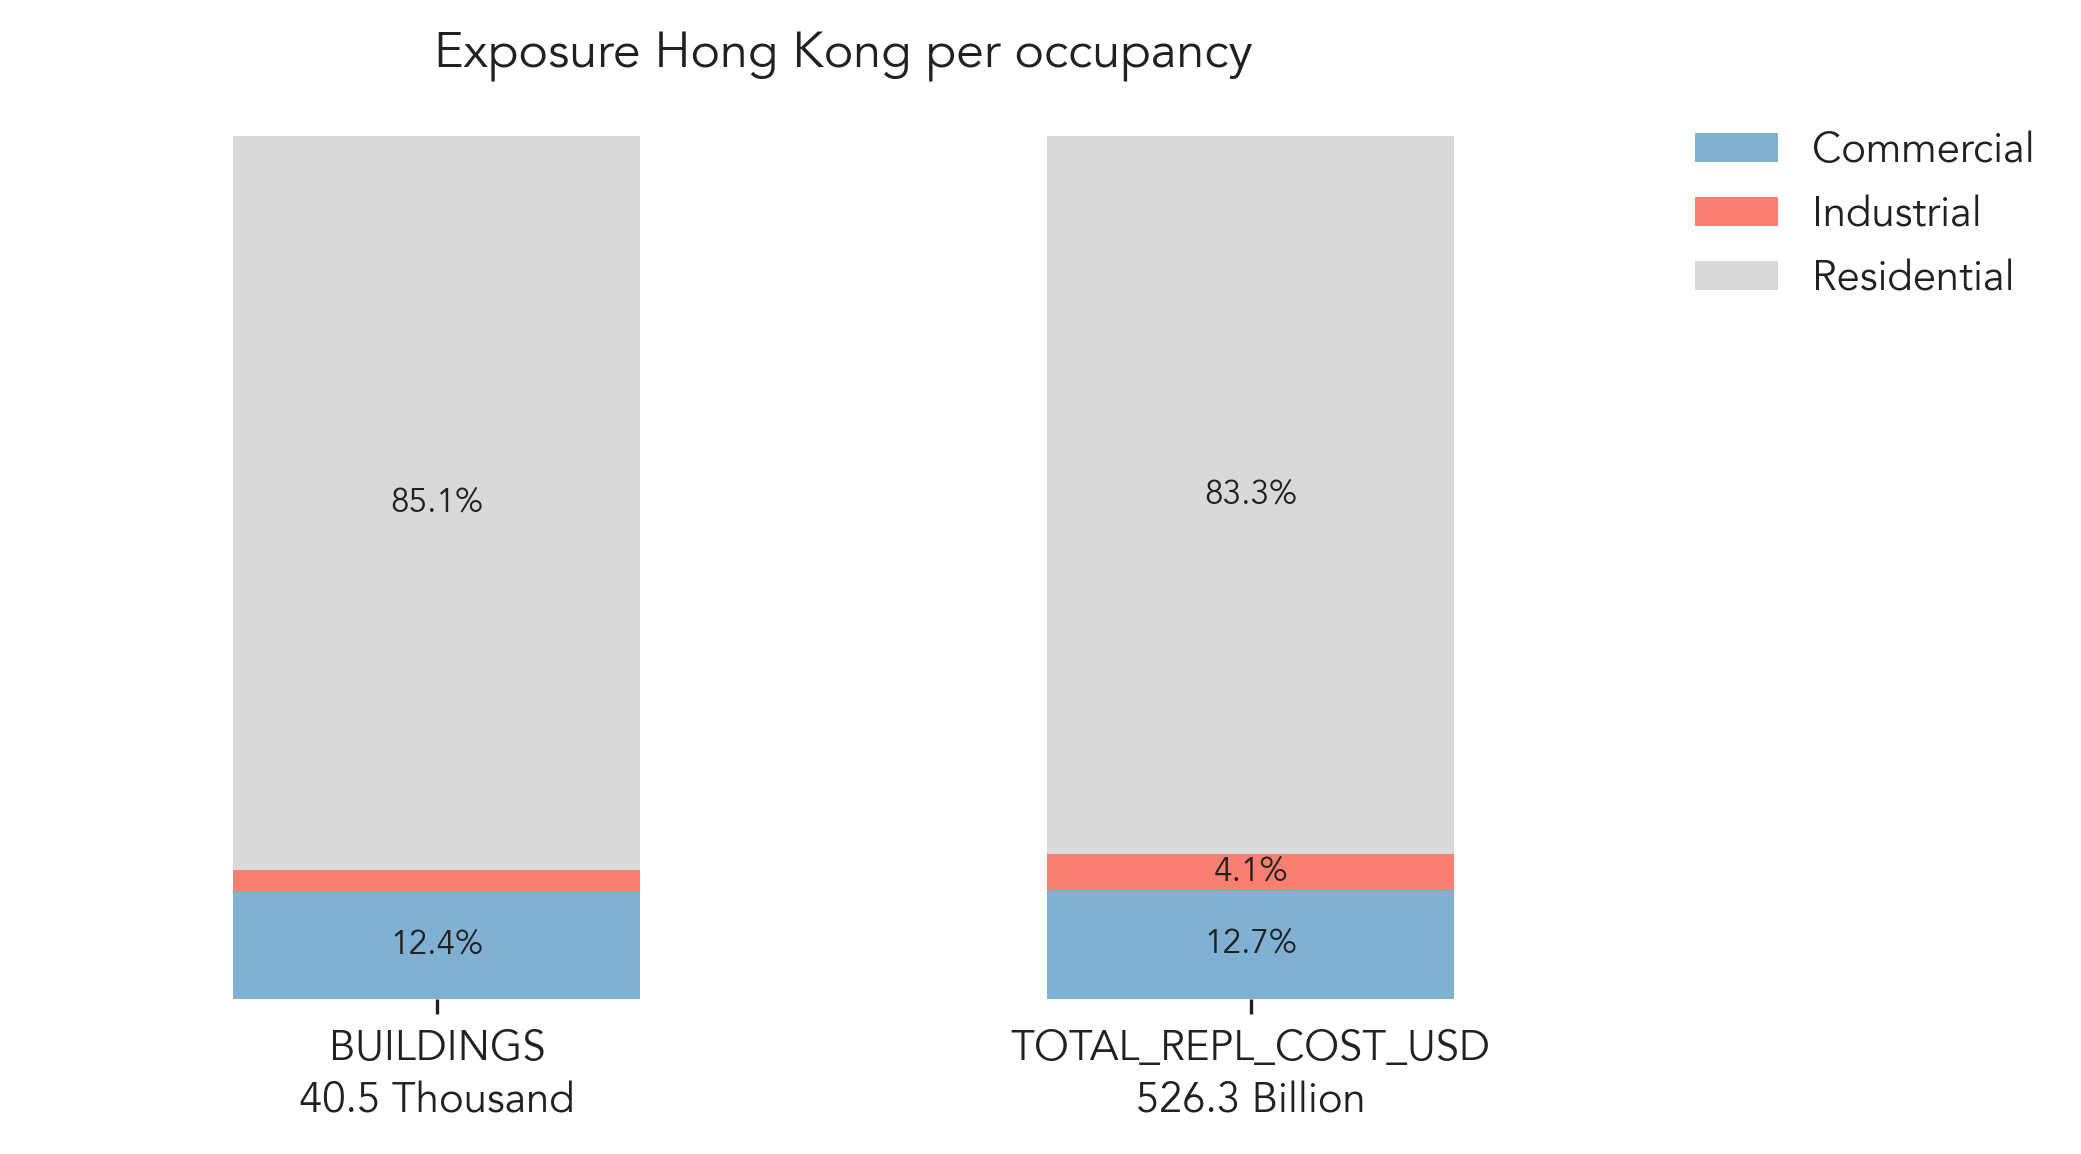 Exposure Hong Kong per occupancy
Commercial
Industrial
Residential
85.1%
83.3%
4.1%
12.4%
12.7%
BUILDINGS
40.5 Thousand
TOTAL_REPL_COST_USD
526.3 Billion